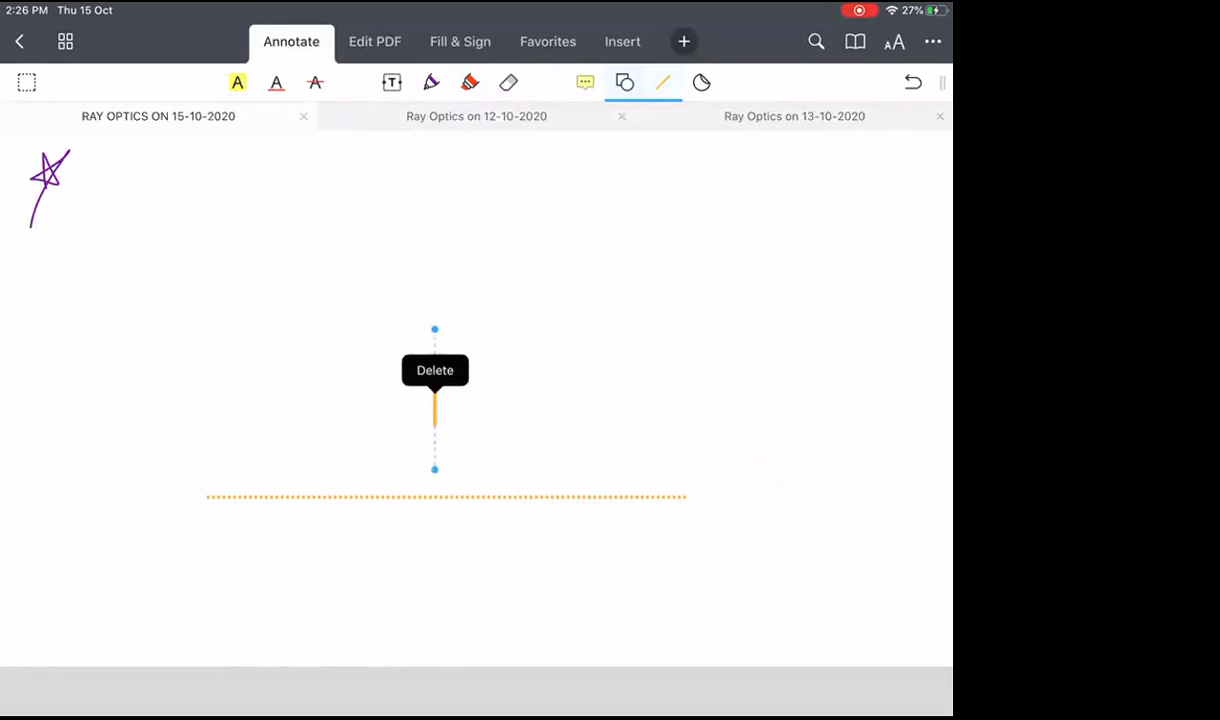 2:26 PM Thu 15 Oct 27%
Annotate Edit PDF Fill & Sign Favorites Insert
A A A T AA
RAY OPTICS ON 15-10-2020 Ray Optics on 12-10-2020 Ray Optics on 13-10-2020
Delete